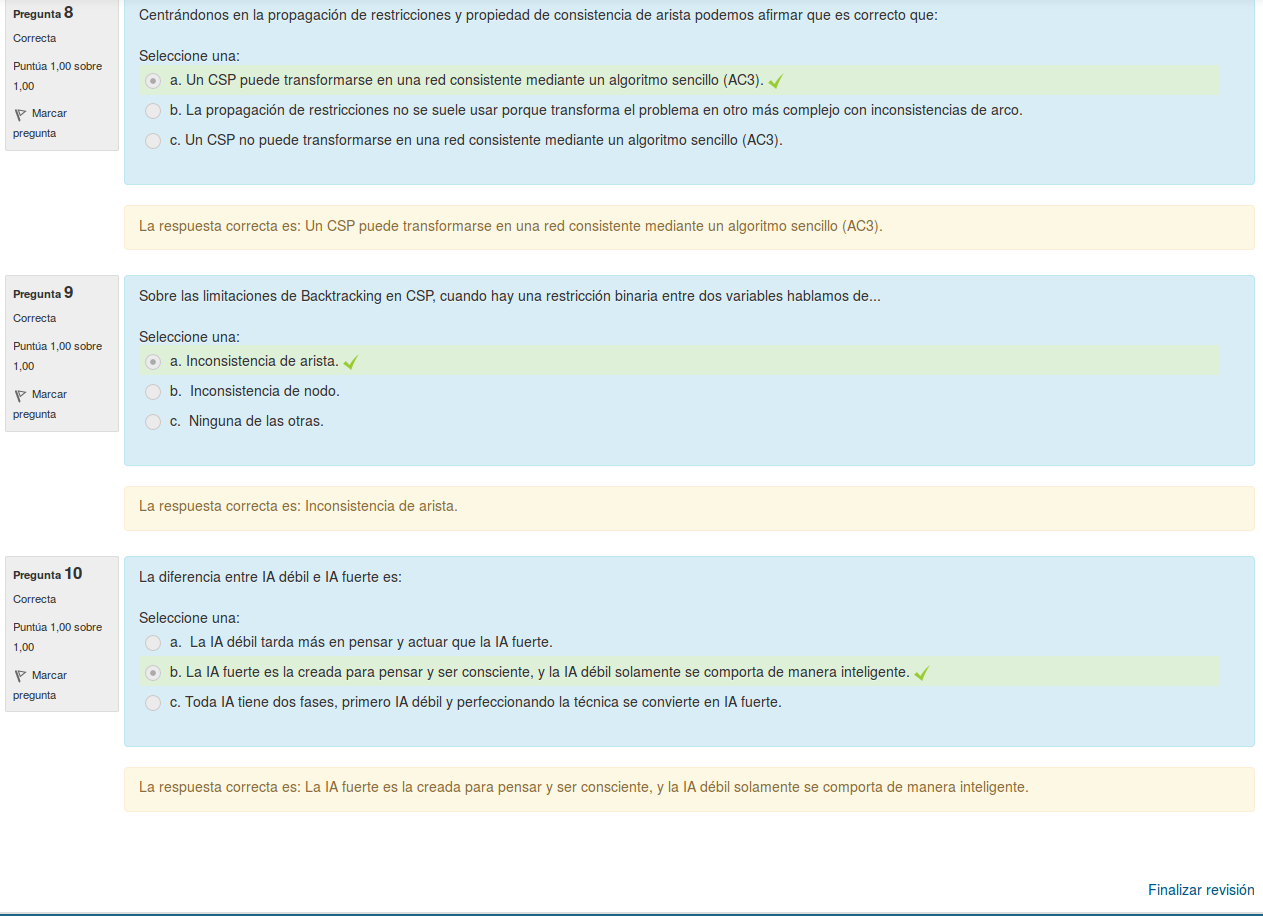 Pregunta 8
Correcta
Puntúa 1,00 sobre
1,00
Marcar
pregunta
Centrándonos en la propagación de restricciones y propiedad de consistencia de arista podemos afirmar que es correcto que:
Seleccione una:
a. Un CSP puede transformarse en una red consistente mediante un algoritmo sencillo (AC3).
b. La propagación de restricciones no se suele usar porque transforma el problema en otro más complejo con inconsistencias de arco.
c. Un CSP no puede transformarse en una red consistente mediante un algoritmo sencillo (AC3).
La respuesta correcta es: Un CSP puede transformarse en una red consistente mediante un algoritmo sencillo (AC3).
Pregunta 9
Correcta
Puntúa 1,00 sobre
1,00
Marcar
pregunta
Sobre las limitaciones de Backtracking en CSP, cuando hay una restricción binaria entre dos variables hablamos de...
Seleccione una:
a. Inconsistencia de arista.
b. Inconsistencia de nodo.
c. Ninguna de las otras.
La respuesta correcta es: Inconsistencia de arista.
Pregunta 10
Correcta
Puntúa 1,00 sobre
1,00
Marcar
pregunta
La diferencia entre IA débil e IA fuerte es:
Seleccione una:
a. La IA débil tarda más en pensar y actuar que la IA fuerte.
b. La IA fuerte es la creada para pensar y ser consciente, y la IA débil solamente se comporta de manera inteligente.
c. Toda IA tiene dos fases, primero IA débil y perfeccionando la técnica se convierte en IA fuerte.
La respuesta correcta es: La IA fuerte es la creada para pensar y ser consciente, y la IA débil solamente se comporta de manera inteligente.
Finalizar revisión